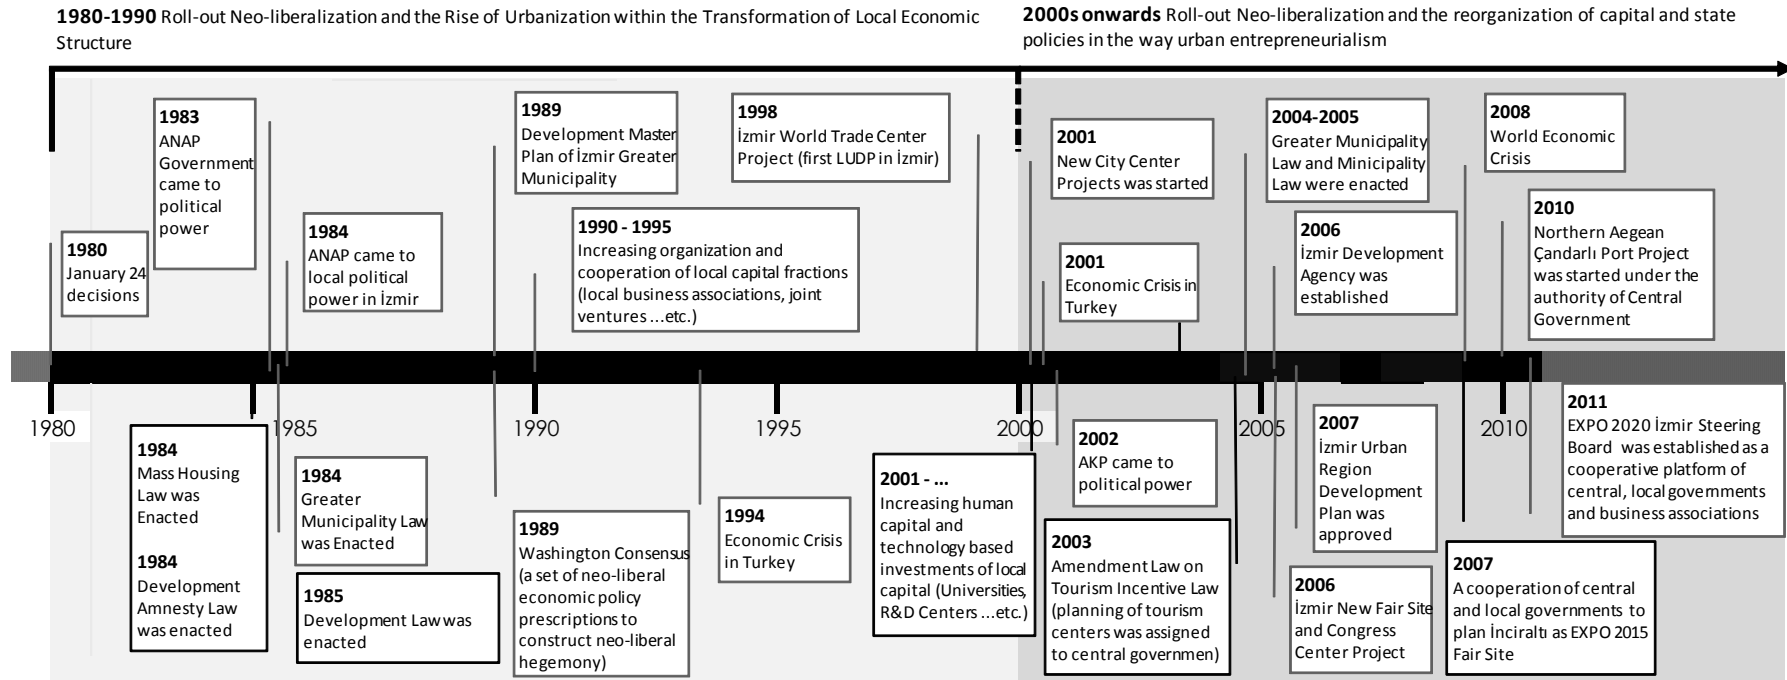 1980-1990 Roll-out Neo-liberalization and the Rise of Urbanization within the Transformation of Local Economic
Structure
2000s onwards Roll-out Neo-liberalization and the reorganization of capital and state
policies in the way urban entrepreneurialism
1980
January 24
decisions
1983
ANAP
Government
came to
political
power
1984
ANAP came to
local political
power in İzmir
1989
Development Master
Plan of İzmir Greater
Municipality
1990 - 1995
Increasing organization and
cooperation of local capital fractions
(local business associations, joint
ventures ...etc.)
1998
İzmir World Trade Center
Project (first LUDP in İzmir)
2001
New City Center
Projects was started
2001
Economic Crisis in
Turkey
2004-2005
Greater Municipality
Law and Minicipality
Law were enacted
2006
İzmir Development
Agency was
established
2008
World Economic
Crisis
2010
Northern Aegean
Çandarlı Port Project
was started under the
authority of Central
Government
1980
1985
1990
1995
2000
2005
2010
1984
Mass Housing
Law was
Enacted
1984
Development
Amnesty Law
was enacted
1984
Greater
Municipality Law
was Enacted
1985
Development Law was
enacted
1989
Washington Consensus
(a set of neo-liberal
economic policy
prescriptions to
construct neo-liberal
hegemony)
1994
Economic Crisis
in Turkey
2001 - ...
Increasing human
capital and
technology based
investments of local
capital (Universities,
R&D Centers ...etc.)
2002
AKP came to
political power
2003
Amendment Law on
Tourism Incentive Law
(planning of tourism
centers was assigned
to central governmen)
2007
İzmir Urban
Region
Development
Plan was
approved
2006
İzmir New Fair Site
and Congress
Center Project
2007
A cooperation of central
and local governments to
plan İnciraltı as EXPO 2015
Fair Site
2011
EXPO 2020 İzmir Steering
Board was established as a
cooperative platform of
central, local governments
and business associations